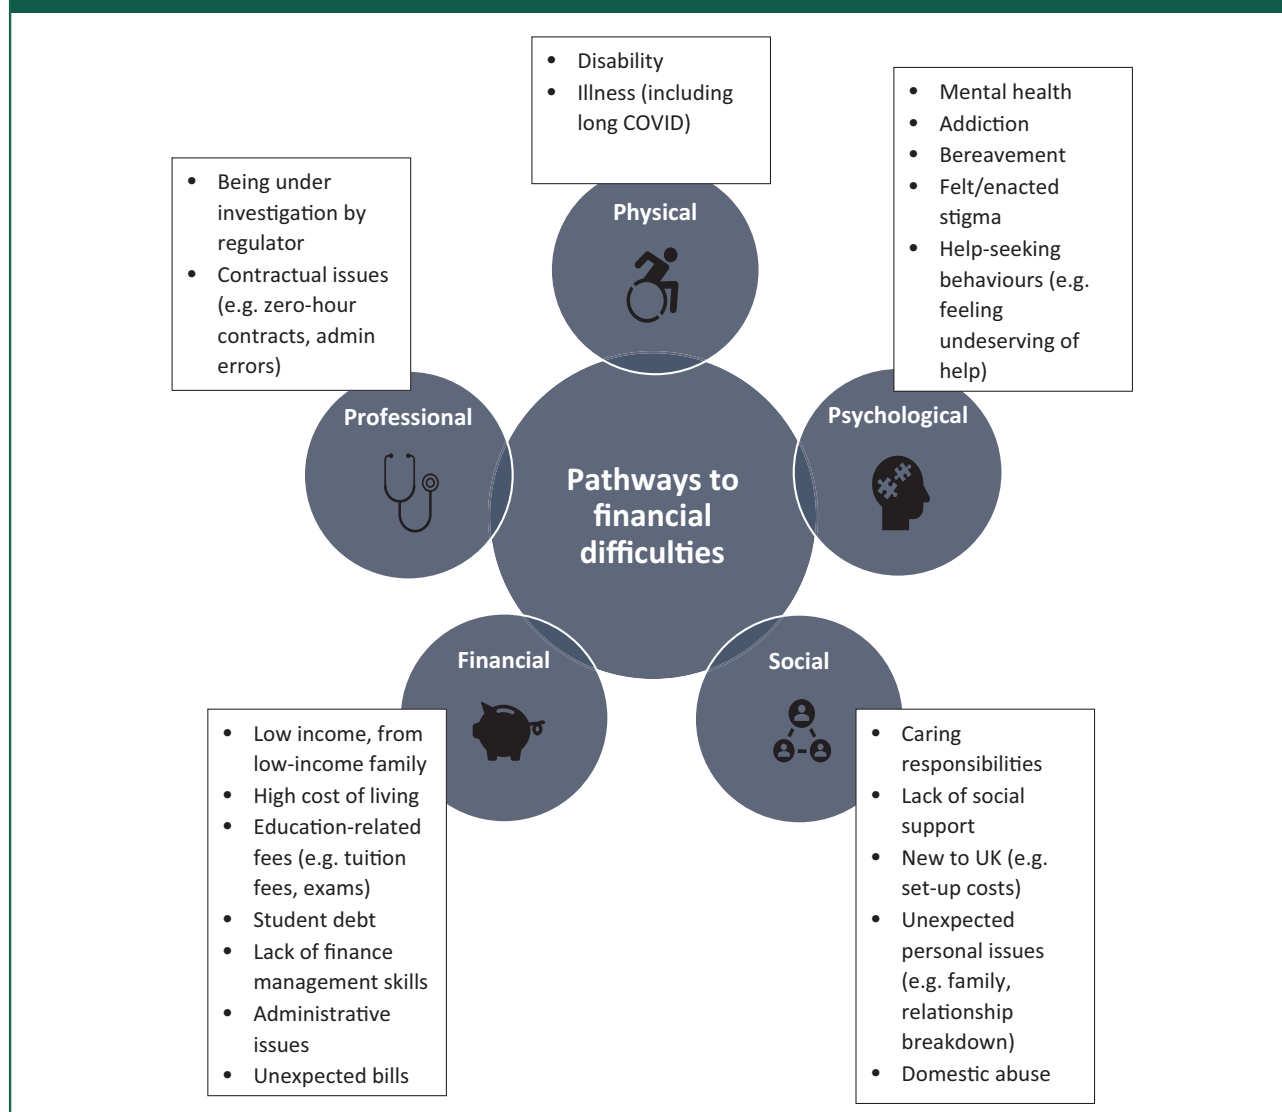 • Disability
• Illness (including
long COVID)
Physical
• Mental health
• Addiction
• Bereavement
• Felt/enacted
stigma
• Help-seeking
behaviours (e.g.
feeling
undeserving of
help)
Psychological
• Being under
investigation by
regulator
• Contractual issues
(e.g. zero-hour
contracts, admin
errors)
Professional
Pathways to
financial
difficulties
Financial
• Low income, from
low-income family
• High cost of living
• Education-related
fees (e.g. tuition
fees, exams)
• Student debt
• Lack of finance
management skills
• Administrative
issues
• Unexpected bills
Social
• Caring
responsibilities
• Lack of social
support
• New to UK (e.g.
set-up costs)
• Unexpected
personal issues
(e.g. family,
relationship
breakdown)
• Domestic abuse